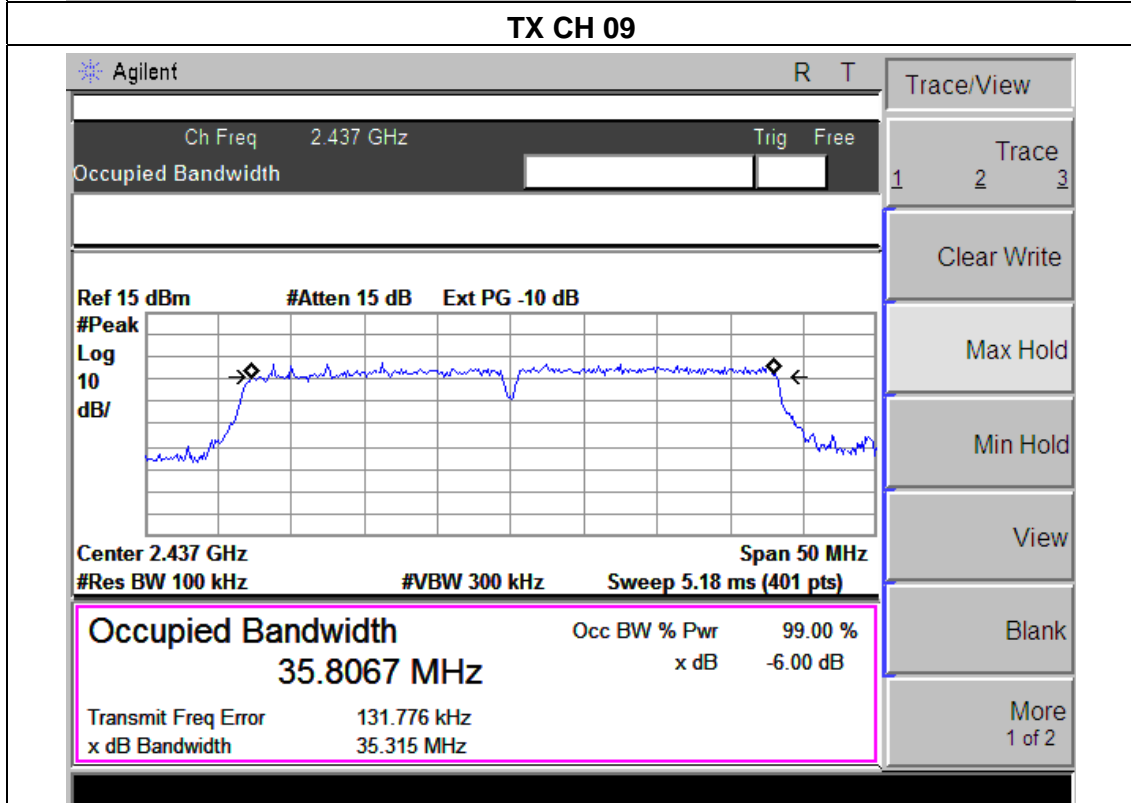 TX CH 09
Agilent R T
Trace/View
Ch Freq 2.437 GHz Trig Free
Occupied Bandwidth
Trace
1 2 3
Clear Write
Ref 15 dBm #Atten 15 dB Ext PG -10 dB
#Peak
Log
10
dB/
Max Hold
Min Hold
Center 2.437 GHz Span 50 MHz
#Res BW 100 kHz #VBW 300 kHz Sweep 5.18 ms (401 pts)
View
Occupied Bandwidth Occ BW % Pwr 99.00 %
35.8067 MHz x dB -6.00 dB
Blank
Transmit Freq Error 131.776 kHz
x dB Bandwidth 35.315 MHz
More
1 of 2